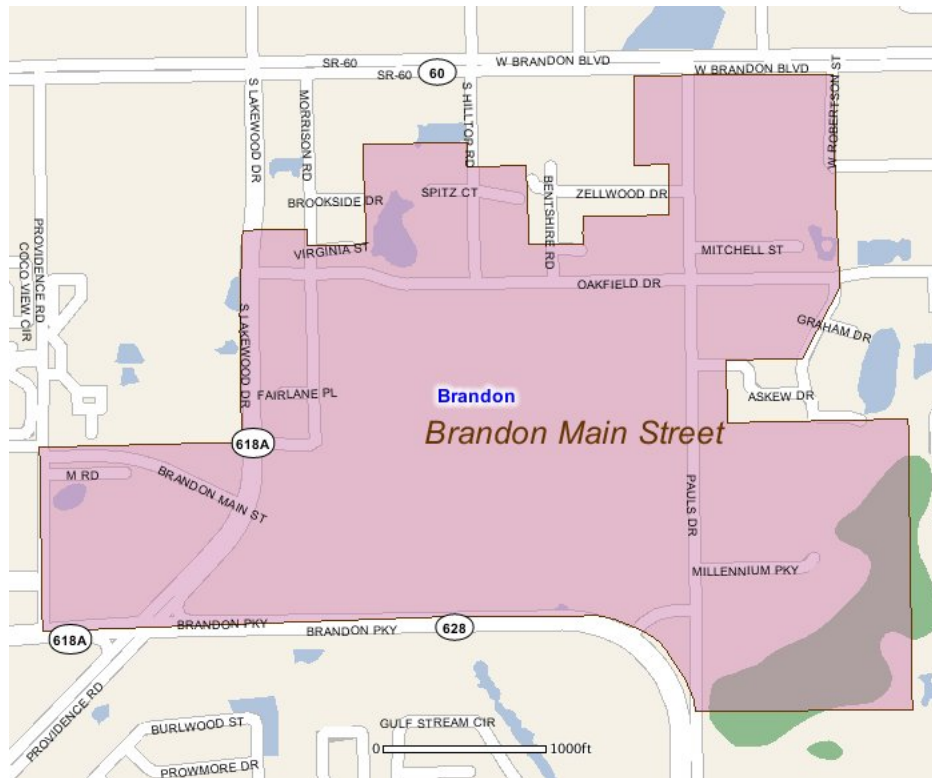 SR-60
SR-60
60
W BRANDON BLVD
W BRANDON BLVD
S LAKEWOOD DR
MORRISON RD
S HILLTOP RD
W ROBERTSON ST
BROOKSIDE DR
SPITZ CT
BENTSHIRE RD
ZELLWOOD DR
PROVIDENCE RD
COCO VIEW CIR
VIRGINIA ST
MITCHELL ST
OAKFIELD DR
S LAKEWOOD DR
GRAHAM DR
FAIRLANE PL
Brandon
ASKEW DR
Brandon Main Street
618A
M RD
BRANDON MAIN ST
PAULS DR
MILLENNIUM PKY
BRANDON PKY
BRANDON PKY
628
618A
PROVIDENCE RD
BURLWOOD ST
GULF STREAM CIR
0 1000ft
PROWMORE DR